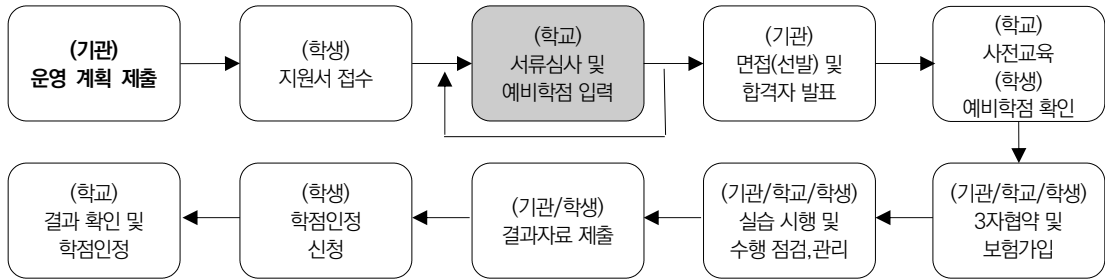 (기관)
운영 계획 제출
(학생)
지원서 접수
(학교)
서류심사 및
예비학점 입력
(기관)
면접(선발) 및
합격자 발표
(학교)
사전교육
(학생)
예비학점 확인
(학교)
결과 확인 및
학점인정
(학생)
학점인정
신청
(기관/학생)
결과자료 제출
(기관/학교/학생)
실습 시행 및
수행 점검,관리
(기관/학교/학생)
3자협약 및
보험가입